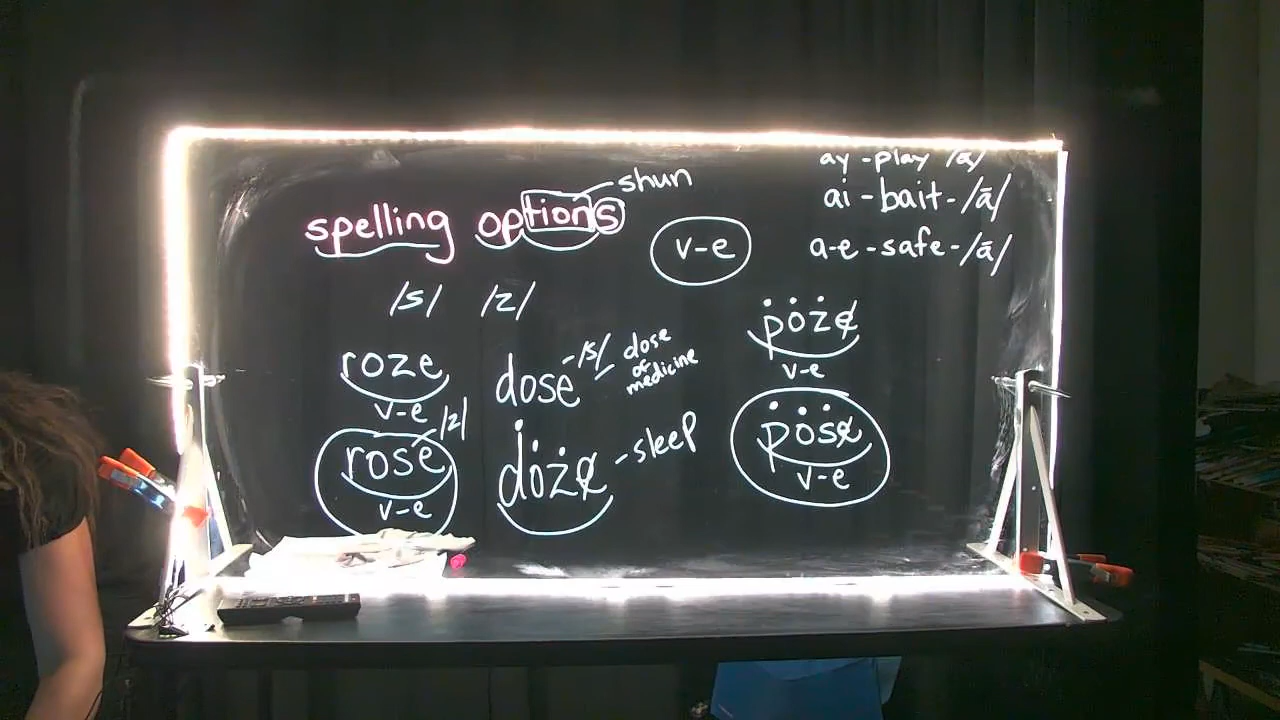 spelling options
shun
v-e
ay - play /ā/
ai - bait - /ā/
a-e - safe - /ā/
/s/ /z/
roze
v-e
rose /z/
v-e
dose - /s/ dose
of
medicine
doze - sleep
poze
v-e
pose
v-e